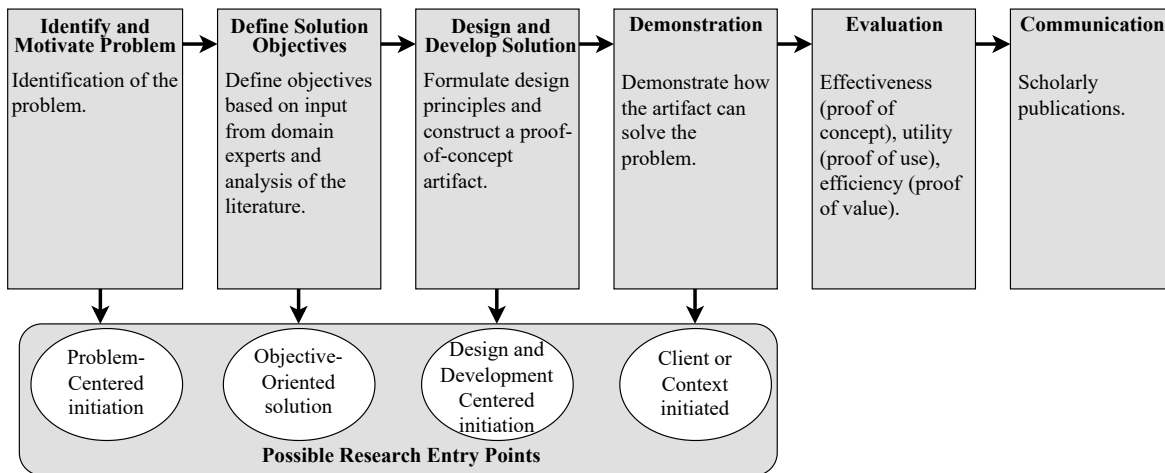 Identify and
Motivate Problem
Identification of the
problem.
Define Solution
Objectives
Define objectives
based on input
from domain
experts and
analysis of the
literature.
Design and
Develop Solution
Formulate design
principles and
construct a proof-
of-concept
artifact.
Demonstration
Demonstrate how
the artifact can
solve the
problem.
Evaluation
Effectiveness
(proof of
concept), utility
(proof of use),
efficiency (proof
of value).
Communication
Scholarly
publications.
Problem-
Centered
initiation
Objective-
Oriented
solution
Design and
Development
Centered
initiation
Client or
Context
initiated
Possible Research Entry Points